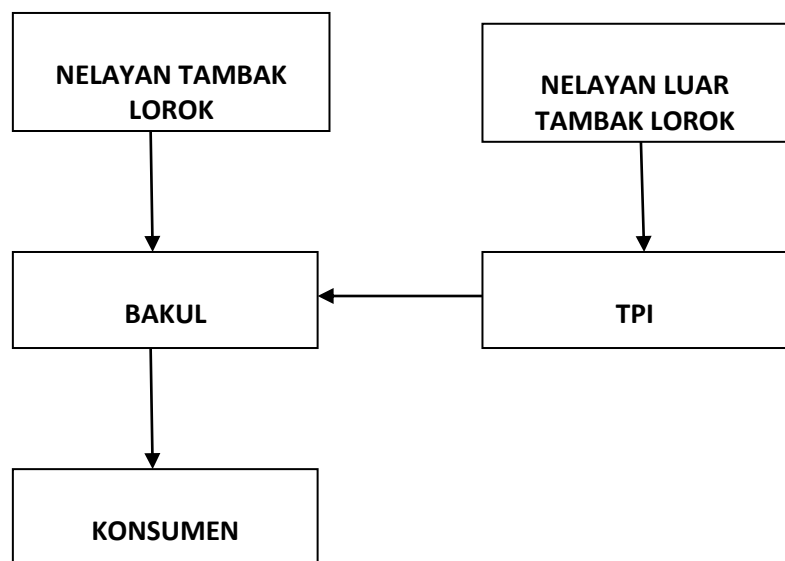 NELAYAN TAMBAK
LOROK
NELAYAN LUAR
TAMBAK LOROK
BAKUL
TPI
KONSUMEN